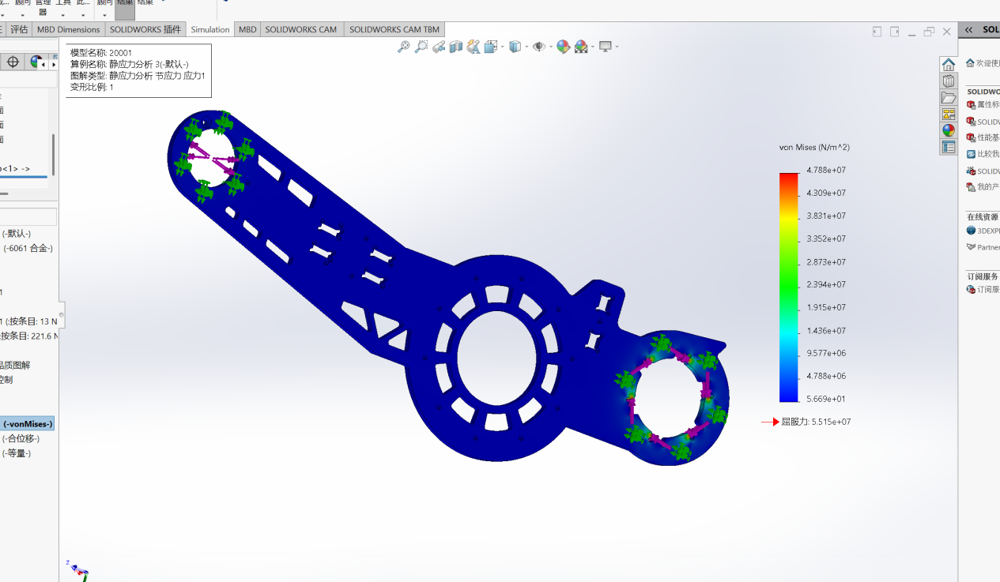 顾问
管理
工具
此...
顾问
结果
结果
器
评估
MBD Dimensions
SOLIDWORKS 插件
Simulation
MBD
SOLIDWORKS CAM
SOLIDWORKS CAM TBM
SOL
模型名称: 20001
算例名称: 静应力分析 3(-默认-)
图解类型: 静应力分析 节应力 应力1
变形比例: 1
面
面
面
<1> ->
(-默认-)
(-6061 合金-)
1
1 (:按条目: 13 N
按条目: 221.6 N
品质图解
控制
(-vonMises-)
(-合位移-)
(-等量-)
von Mises (N/m^2)
4.788e+07
4.309e+07
3.831e+07
3.352e+07
2.873e+07
2.394e+07
1.915e+07
1.436e+07
9.577e+06
4.788e+06
5.669e+01
屈服力: 5.515e+07
欢迎使
SOLIDWO
属性标
SOLIDV
性能基
比较我
SOLIDV
我的产
在线资源
3DEXPE
Partner
订阅服务
订阅服
z